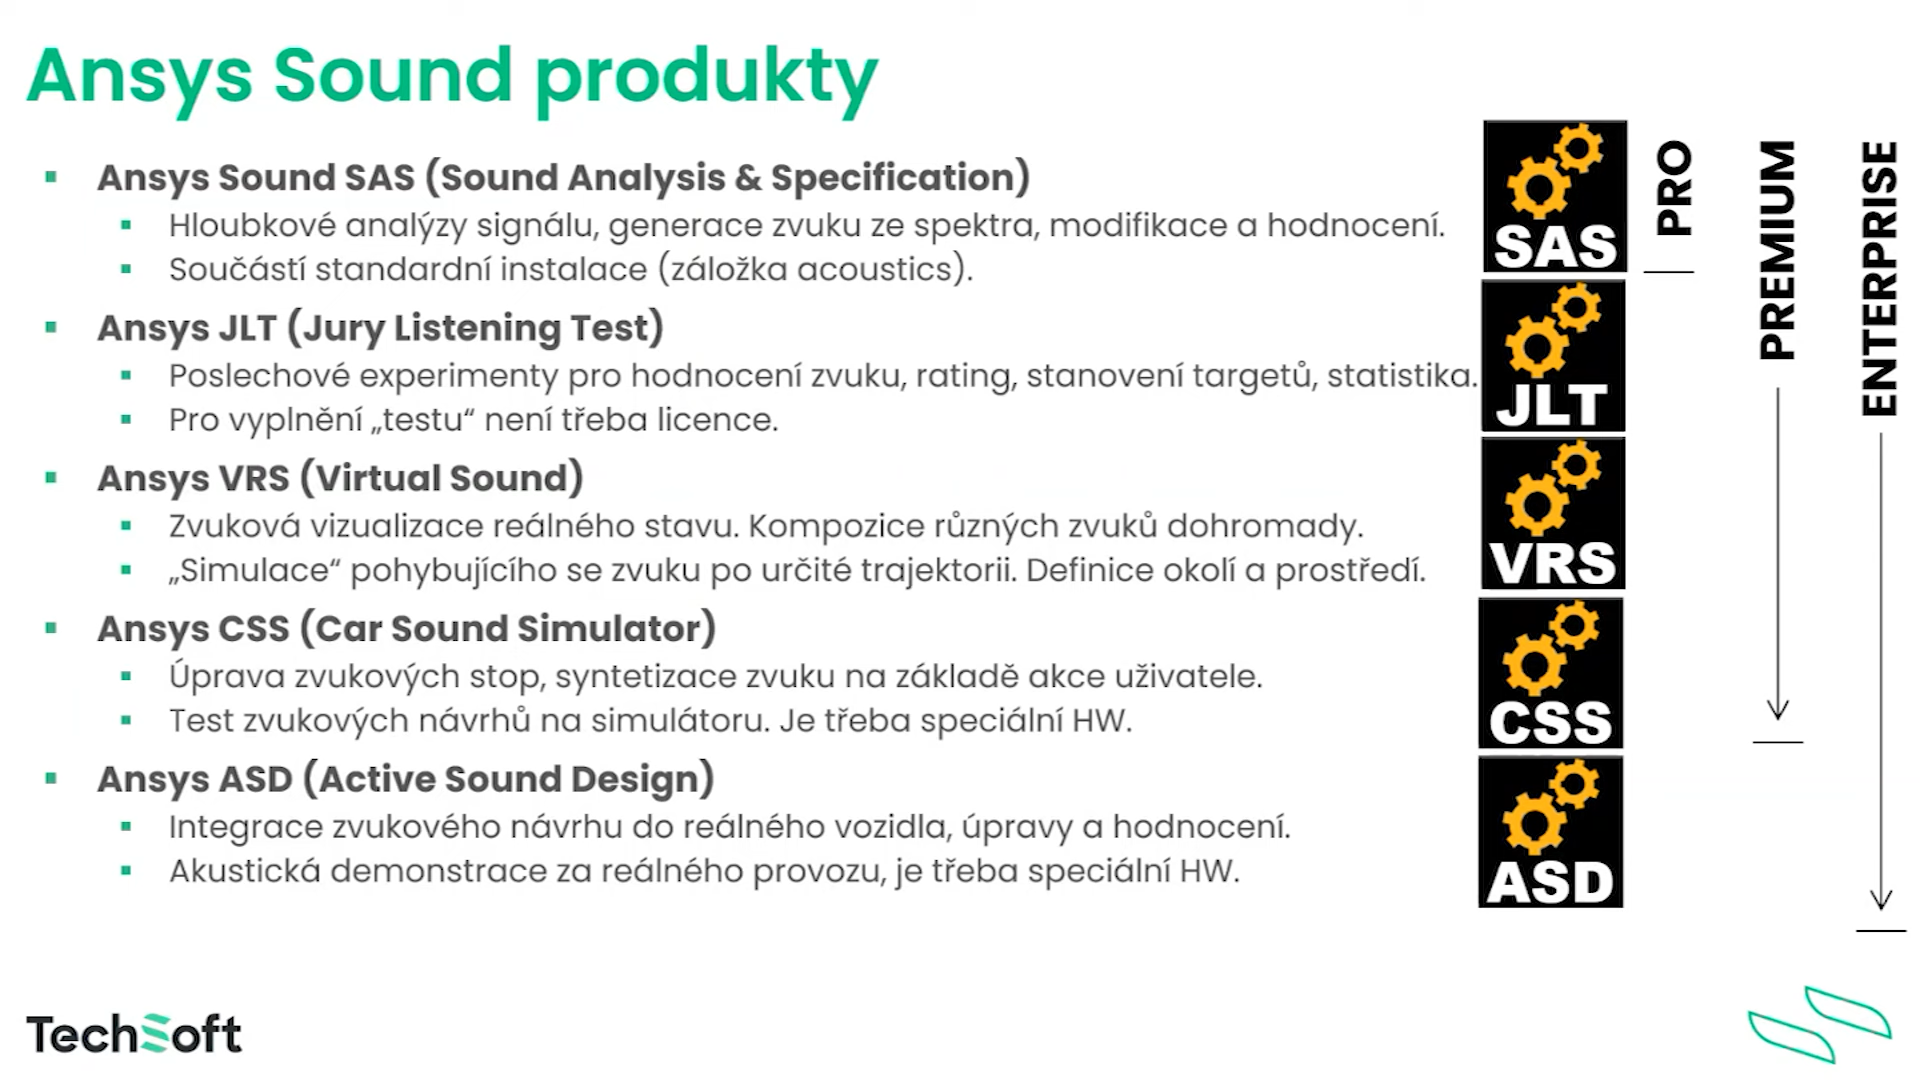 Ansys Sound produkty
Ansys Sound SAS (Sound Analysis & Specification)
Hloubkové analýzy signálu, generace zvuku ze spektra, modifikace a hodnocení.
Součástí standardní instalace (záložka acoustics).
Ansys JLT (Jury Listening Test)
Poslechové experimenty pro hodnocení zvuku, rating, stanovení targetů, statistika.
Pro vyplnění „testu“ není třeba licence.
Ansys VRS (Virtual Sound)
Zvuková vizualizace reálného stavu. Kompozice různých zvuků dohromady.
„Simulace“ pohybujícího se zvuku po určité trajektorii. Definice okolí a prostředí.
Ansys CSS (Car Sound Simulator)
Úprava zvukových stop, syntetizace zvuku na základě akce uživatele.
Test zvukových návrhů na simulátoru. Je třeba speciální HW.
Ansys ASD (Active Sound Design)
Integrace zvukového návrhu do reálného vozidla, úpravy a hodnocení.
Akustická demonstrace za reálného provozu, je třeba speciální HW.
SAS
JLT
VRS
CSS
ASD
PRO
PREMIUM
ENTERPRISE
TechSoft